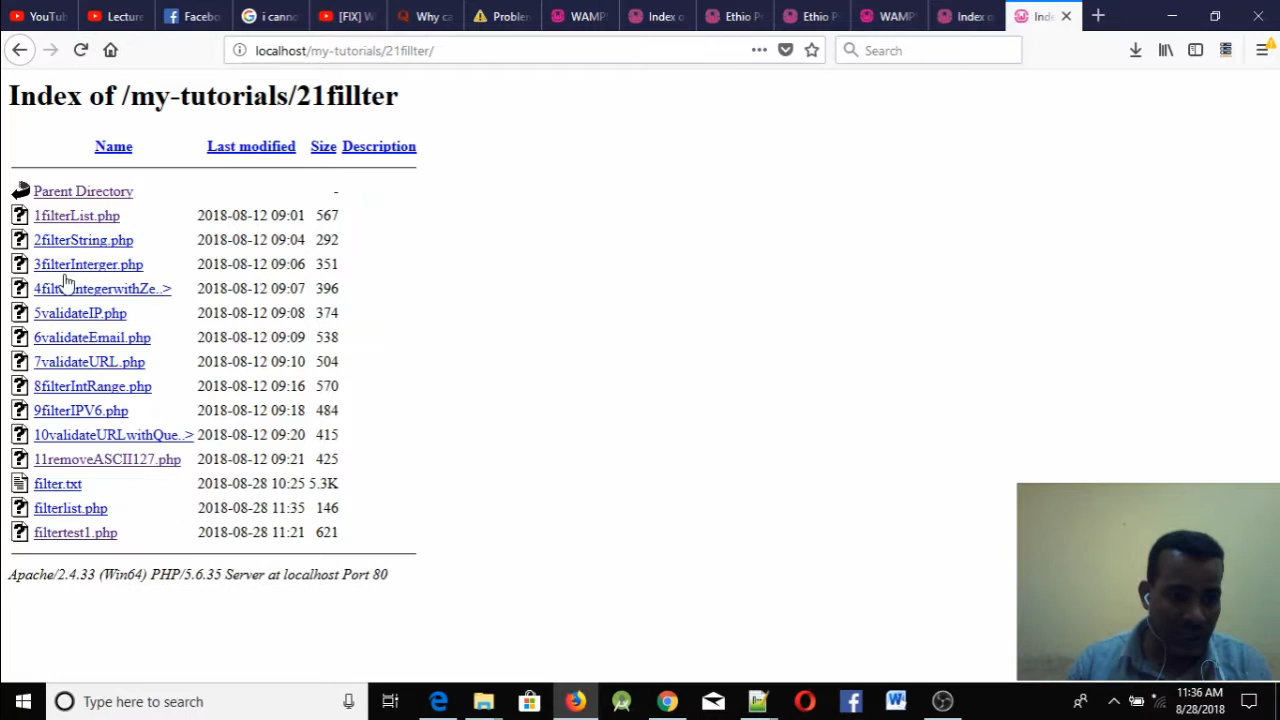 YouTub Lecture Facebo i canno [FIX] W Why ca Problen WAMP Index o Ethio P Ethio P WAMP Index o Inde
localhost/my-tutorials/21fillter/ Search
Index of /my-tutorials/21fillter
Name Last modified Size Description
Parent Directory -
1filterList.php 2018-08-12 09:01 567
2filterString.php 2018-08-12 09:04 292
3filterInterger.php 2018-08-12 09:06 351
4filterIntegerwithZe..> 2018-08-12 09:07 396
5validateIP.php 2018-08-12 09:08 374
6validateEmail.php 2018-08-12 09:09 538
7validateURL.php 2018-08-12 09:10 504
8filterIntRange.php 2018-08-12 09:16 570
9filterIPV6.php 2018-08-12 09:18 484
10validateURLwithQue..> 2018-08-12 09:20 415
11removeASCII127.php 2018-08-12 09:21 425
filter.txt 2018-08-28 10:25 5.3K
filterlist.php 2018-08-28 11:35 146
filtertest1.php 2018-08-28 11:21 621
Apache/2.4.33 (Win64) PHP/5.6.35 Server at localhost Port 80
Type here to search
11:36 AM
8/28/2018